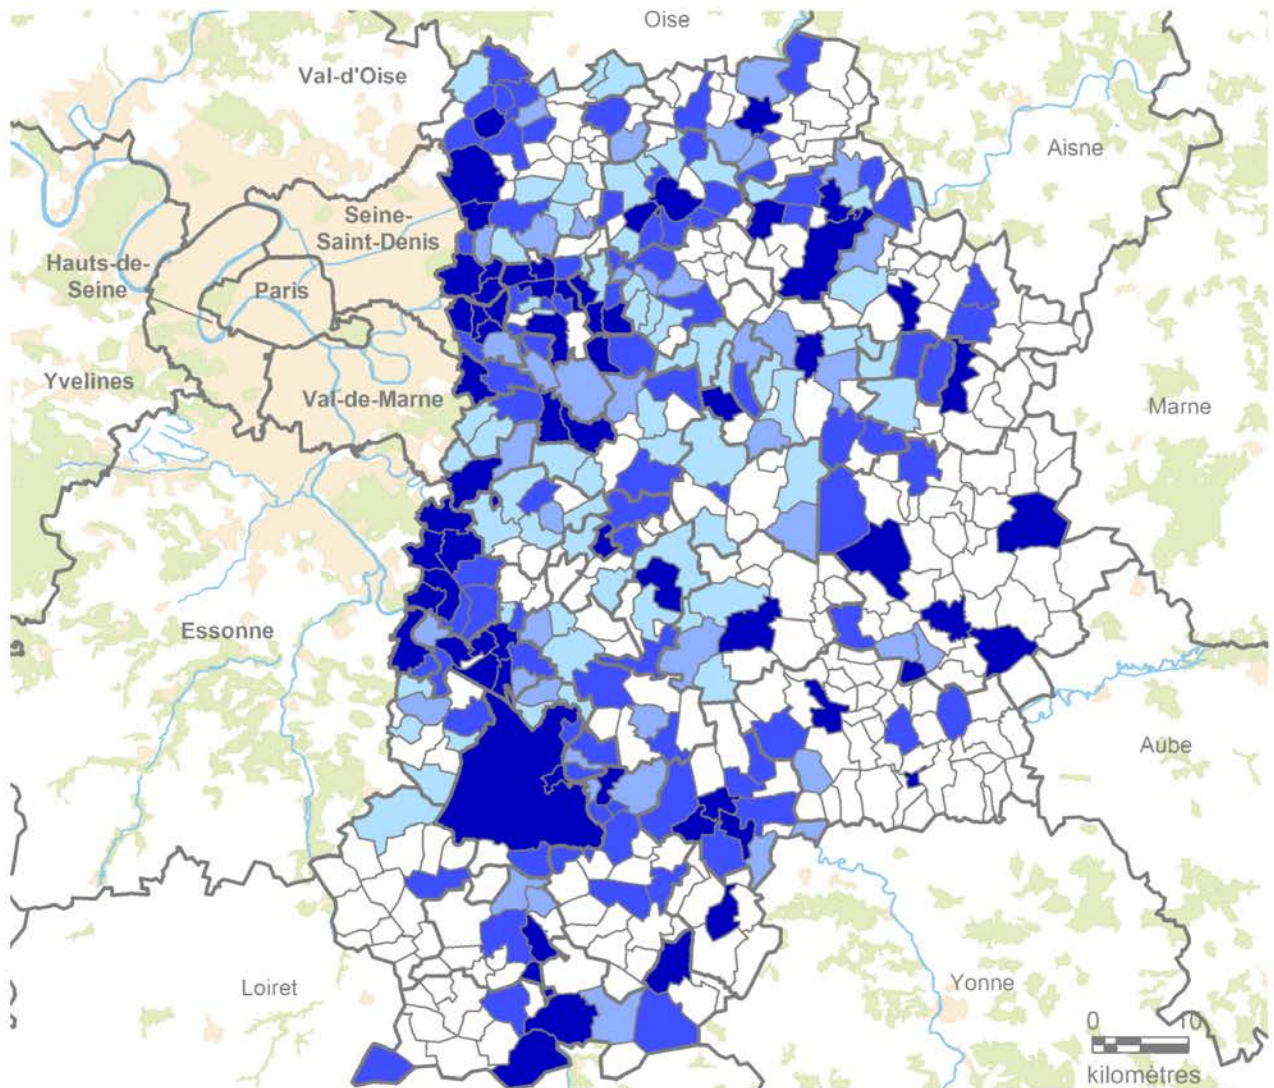 Oise
Val-d'Oise
Aisne
Seine-
Saint-Denis
Hauts-de-
Seine
Paris
Yvelines
Val-de-Marne
Marne
Essonne
Aube
Loiret
Yonne
0 10
kilomètres